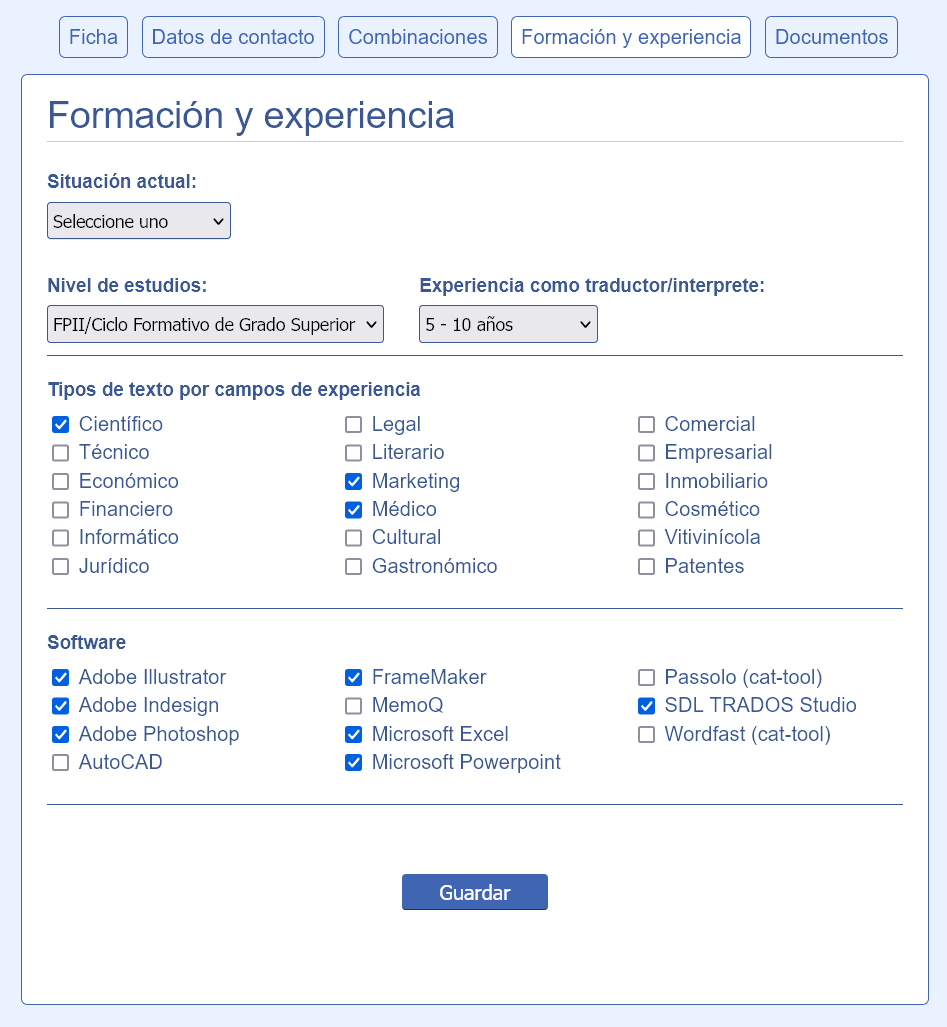 Ficha Datos de contacto Combinaciones Formación y experiencia Documentos
Formación y experiencia
Situación actual:
Seleccione uno
Nivel de estudios: Experiencia como traductor/interprete:
FPII/Ciclo Formativo de Grado Superior 5 - 10 años
Tipos de texto por campos de experiencia
Científico Legal Comercial
Técnico Literario Empresarial
Económico Marketing Inmobiliario
Financiero Médico Cosmético
Informático Cultural Vitivinícola
Jurídico Gastronómico Patentes
Software
Adobe Illustrator FrameMaker Passolo (cat-tool)
Adobe Indesign MemoQ SDL TRADOS Studio
Adobe Photoshop Microsoft Excel Wordfast (cat-tool)
AutoCAD Microsoft Powerpoint
Guardar